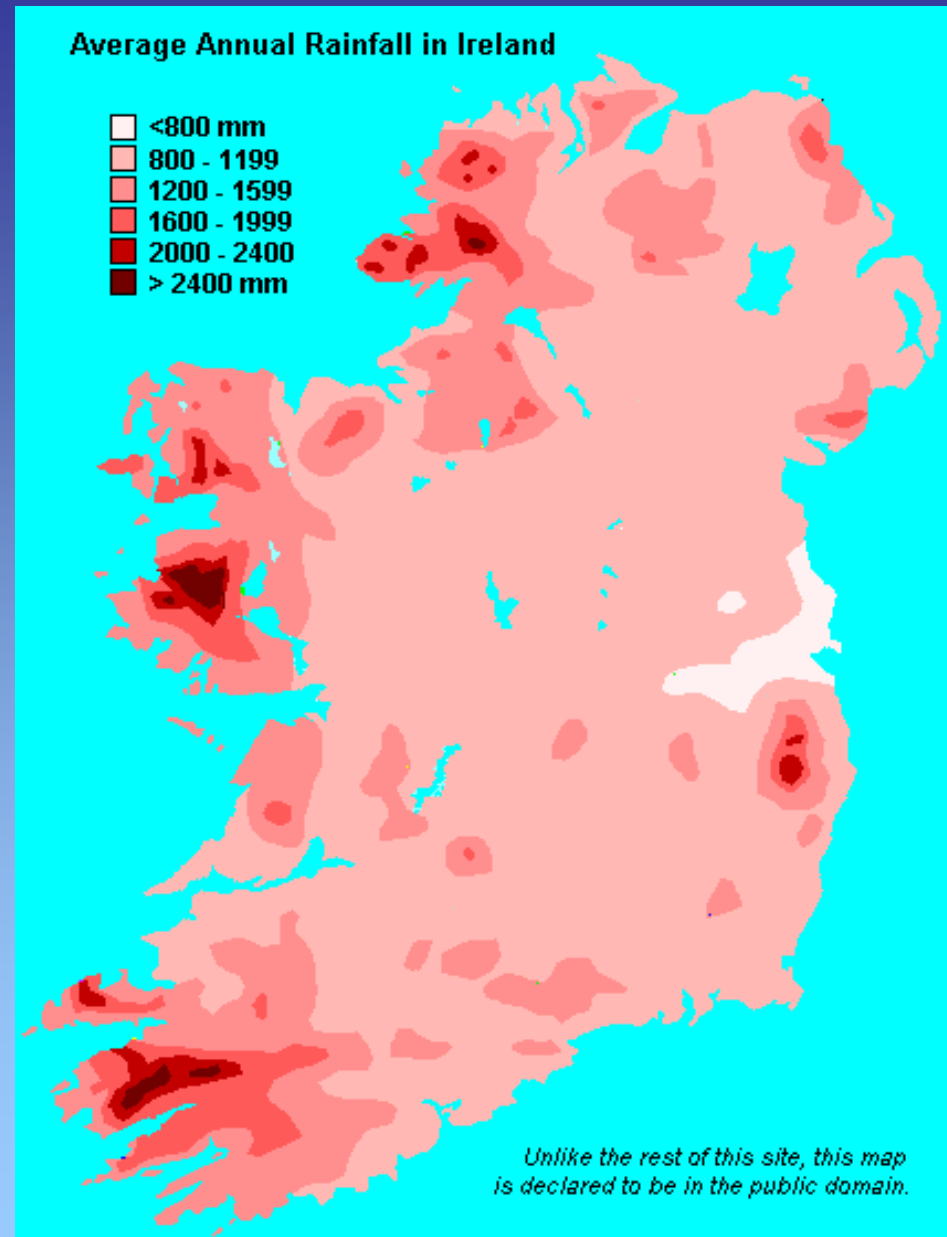 Average Annual Rainfall in Ireland
<800 mm
800 - 1199
1200 - 1599
1600 - 1999
2000 - 2400
> 2400 mm
Unlike the rest of this site, this map
is declared to be in the public domain.